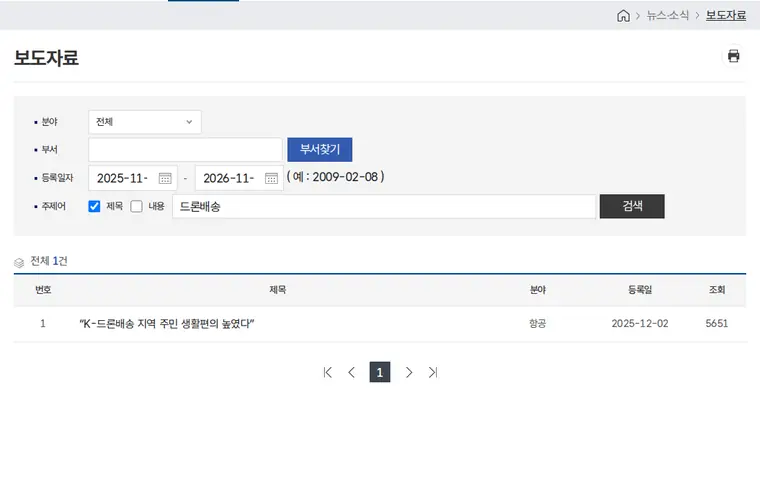 뉴스·소식 > 보도자료
보도자료
분야 전체
부서 부서찾기
등록일자 2025-11- - 2026-11- ( 예 : 2009-02-08 )
주제어 제목 내용 드론배송 검색
전체 1건
번호 제목 분야 등록일 조회
1 “K-드론배송 지역 주민 생활편의 높였다” 항공 2025-12-02 5651
1